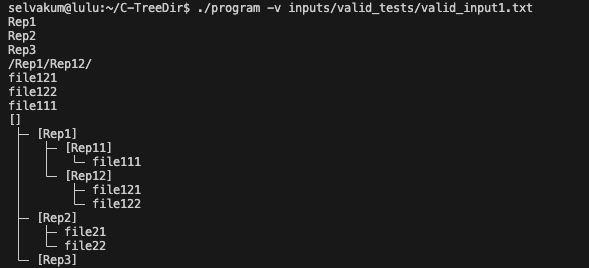 selvakum@lulu:~/C-TreeDir$ ./program -v inputs/valid_tests/valid_input1.txt
Rep1
Rep2
Rep3
/Rep1/Rep12/
file121
file122
file111
[]
├─ [Rep1]
│  ├─ [Rep11]
│  │  └─ file111
│  └─ [Rep12]
│     ├─ file121
│     └─ file122
├─ [Rep2]
│  ├─ file21
│  └─ file22
└─ [Rep3]